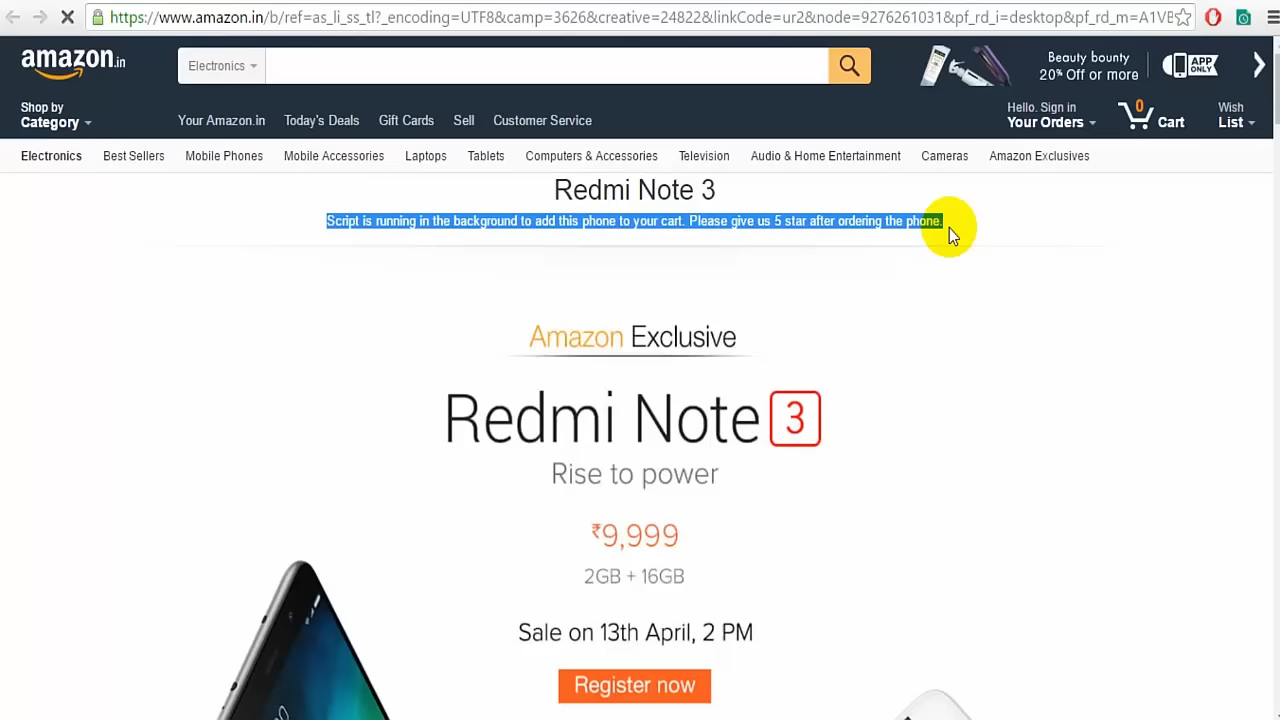 https://www.amazon.in/b/ref=as_li_ss_tl?_encoding=UTF8&camp=3626&creative=24822&linkCode=ur2&node=9276261031&pf_rd_i=desktop&pf_rd_m=A1VB
amazon.in
Electronics
Beauty bounty
20% Off or more
APP ONLY
Shop by
Category
Your Amazon.in Today's Deals Gift Cards Sell Customer Service
Hello. Sign in
Your Orders
0
Cart
Wish
List
Electronics Best Sellers Mobile Phones Mobile Accessories Laptops Tablets Computers & Accessories Television Audio & Home Entertainment Cameras Amazon Exclusives
Redmi Note 3
Script is running in the background to add this phone to your cart. Please give us 5 star after ordering the phone.
Amazon Exclusive
Redmi Note 3
Rise to power
₹9,999
2GB + 16GB
Sale on 13th April, 2 PM
Register now